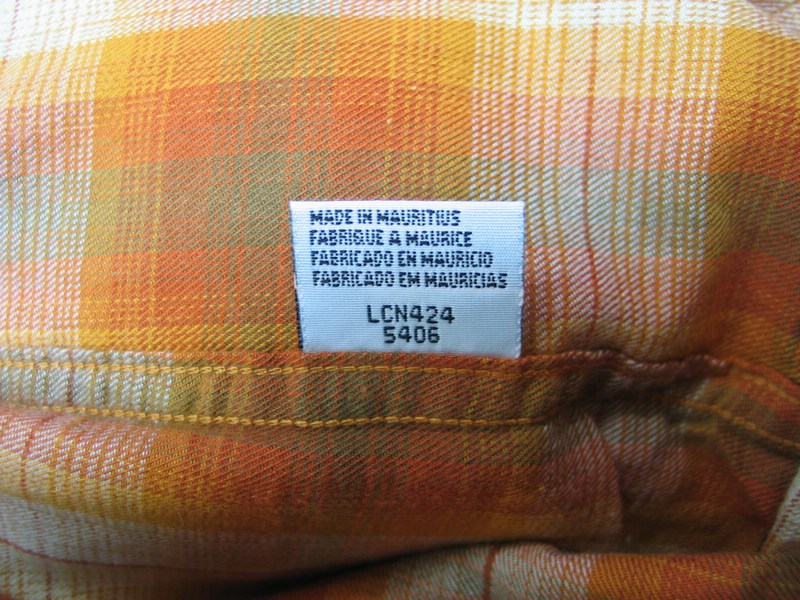 MADE IN MAURITIUS
FABRIQUE A MAURICE
FABRICADO EN MAURICIO
FABRICADO EM MAURICIAS
LCN424
5406